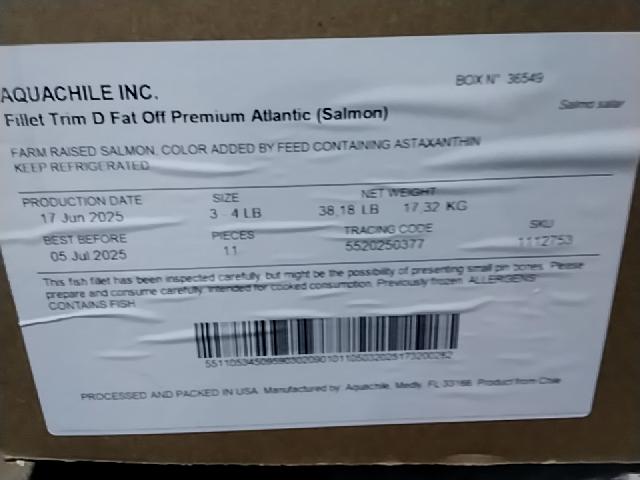 AQUACHILE INC.
BOX N° 36549
Salmo salar
Fillet Trim D Fat Off Premium Atlantic (Salmon)
FARM RAISED SALMON, COLOR ADDED BY FEED CONTAINING ASTAXANTHIN
KEEP REFRIGERATED
PRODUCTION DATE SIZE NET WEIGHT
17 Jun 2025 3 - 4 LB 38.18 LB 17.32 KG
BEST BEFORE PIECES TRACING CODE SKU
05 Jul 2025 11 5520250377 1112753
This fish fillet has been inspected carefully, but might be the possibility of presenting small pin bones. Please
prepare and consume carefully. Intended for cooked consumption. Previously frozen. ALLERGENS:
CONTAINS FISH
PROCESSED AND PACKED IN USA. Manufactured by: Aquachile, Medly, FL 33166. Product from Chile